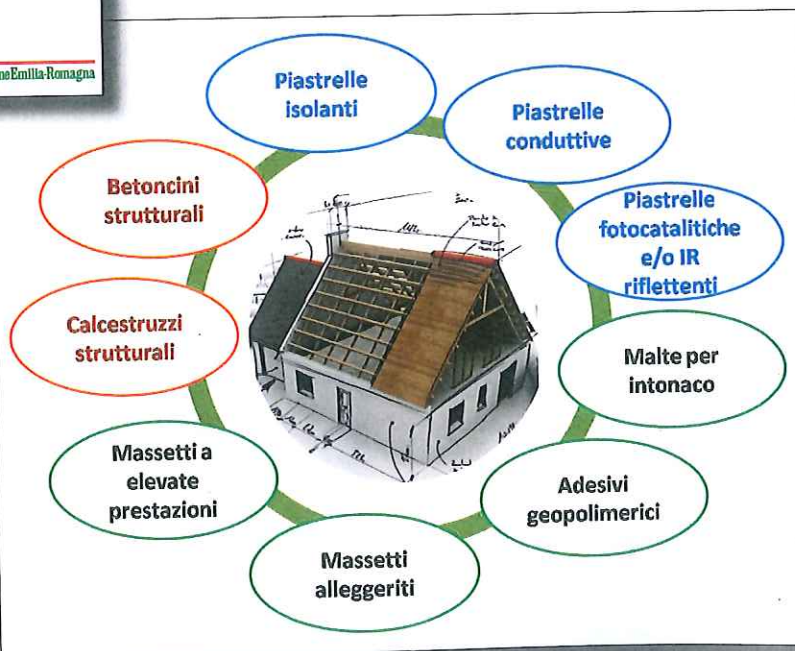 Emilia-Romagna
Piastrelle
isolanti
Piastrelle
conduttive
Piastrelle
fotocatalitiche
e/o IR
riflettenti
Malte per
intonaco
Adesivi
geopolimerici
Massetti
alleggeriti
Massetti a
elevate
prestazioni
Calcestruzzi
strutturali
Betoncini
strutturali